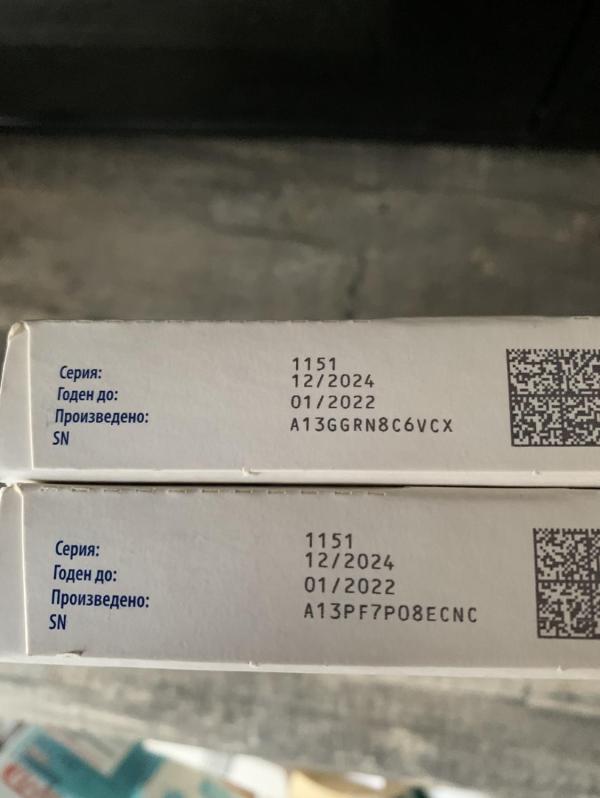 Серия: 1151
Годен до: 12/2024
Произведено: 01/2022
SN A13GGRN8C6VCX
Серия: 1151
Годен до: 12/2024
Произведено: 01/2022
SN A13PF7P08ECNC